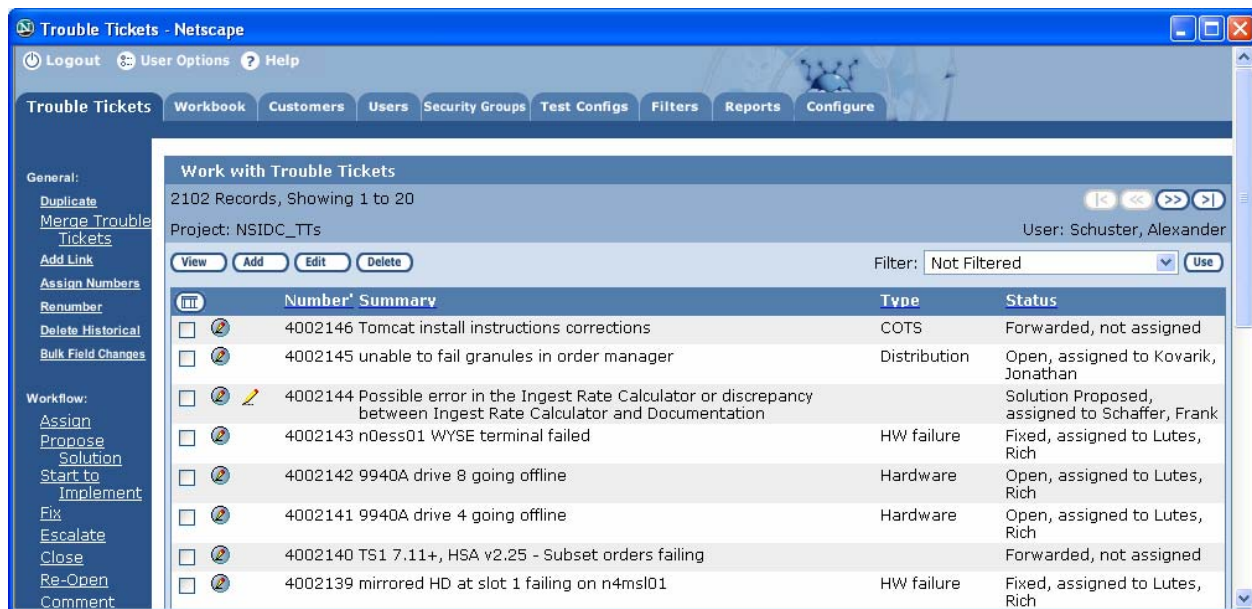 Trouble Tickets - Netscape
Logout User Options ? Help
Trouble Tickets Workbook Customers Users Security Groups Test Configs Filters Reports Configure
General:
Duplicate
Merge Trouble
Tickets
Add Link
Assign Numbers
Renumber
Delete Historical
Bulk Field Changes
Workflow:
Assign
Propose
Solution
Start to
Implement
Fix
Escalate
Close
Re-Open
Comment
Work with Trouble Tickets
2102 Records, Showing 1 to 20 |< << >> >|
Project: NSIDC_TTs User: Schuster, Alexander
View Add Edit Delete Filter: Not Filtered Use
Number' Summary Type Status
4002146 Tomcat install instructions corrections COTS Forwarded, not assigned
4002145 unable to fail granules in order manager Distribution Open, assigned to Kovarik,
Jonathan
4002144 Possible error in the Ingest Rate Calculator or discrepancy Solution Proposed,
between Ingest Rate Calculator and Documentation assigned to Schaffer, Frank
4002143 n0ess01 WYSE terminal failed HW failure Fixed, assigned to Lutes,
Rich
4002142 9940A drive 8 going offline Hardware Open, assigned to Lutes,
Rich
4002141 9940A drive 4 going offline Hardware Open, assigned to Lutes,
Rich
4002140 TS1 7.11+, HSA v2.25 - Subset orders failing Forwarded, not assigned
4002139 mirrored HD at slot 1 failing on n4msl01 HW failure Fixed, assigned to Lutes,
Rich